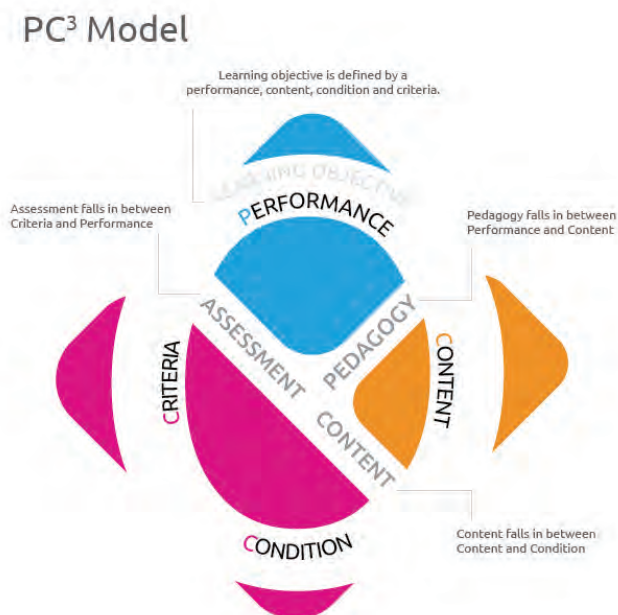 PC³ Model
Learning objective is defined by a
performance, content, condition and criteria.
LEARNING OBJECTIVE
PERFORMANCE
Assessment falls in between
Criteria and Performance
Pedagogy falls in between
Performance and Content
ASSESSMENT
PEDAGOGY
CRITERIA
CONTENT
CONTENT
Content falls in between
Content and Condition
CONDITION